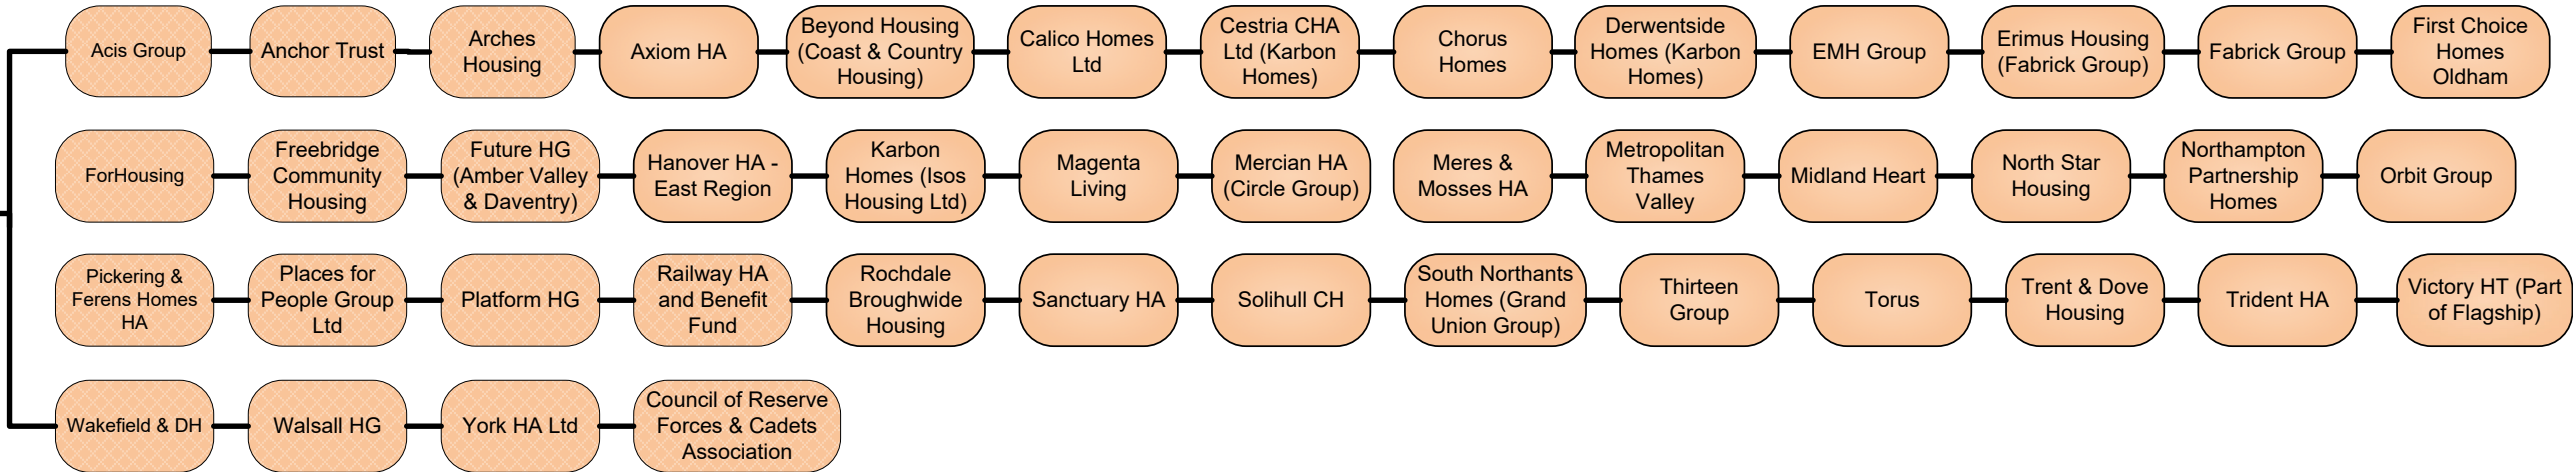 Acis Group
Anchor Trust
Arches
Housing
Axiom HA
Beyond Housing
(Coast & Country
Housing)
Calico Homes
Ltd
Cestria CHA
Ltd (Karbon
Homes)
Chorus
Homes
Derwentside
Homes (Karbon
Homes)
EMH Group
Erimus Housing
(Fabrick Group)
Fabrick Group
First Choice
Homes
Oldham
ForHousing
Freebridge
Community
Housing
Future HG
(Amber Valley
& Daventry)
Hanover HA -
East Region
Karbon
Homes (Isos
Housing Ltd)
Magenta
Living
Mercian HA
(Circle Group)
Meres &
Mosses HA
Metropolitan
Thames
Valley
Midland Heart
North Star
Housing
Northampton
Partnership
Homes
Orbit Group
Pickering &
Ferens Homes
HA
Places for
People Group
Ltd
Platform HG
Railway HA
and Benefit
Fund
Rochdale
Broughwide
Housing
Sanctuary HA
Solihull CH
South Northants
Homes (Grand
Union Group)
Thirteen
Group
Torus
Trent & Dove
Housing
Trident HA
Victory HT (Part
of Flagship)
Wakefield & DH
Walsall HG
York HA Ltd
Council of Reserve
Forces & Cadets
Association